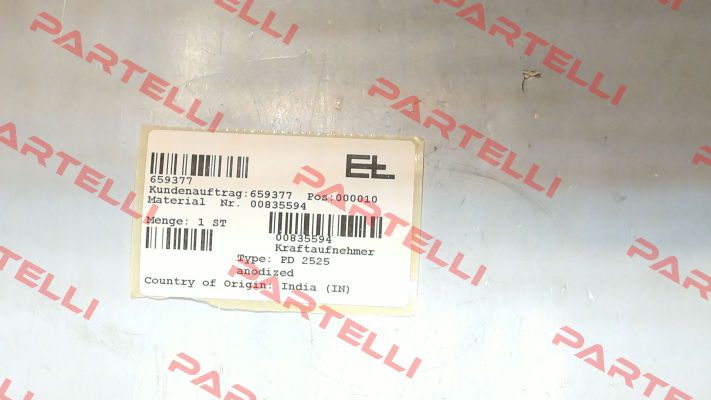 E+L
659377
Kundenauftrag:659377 Pos:000010
Material Nr. 00835594
Menge: 1 ST
00835594
Kraftaufnehmer
Type: PD 2525
anodized
Country of Origin: India (IN)
PARTELLI
PARTELLI
PARTELLI
PARTELLI
PARTELLI
PARTELLI
PARTELLI
PARTELLI
PARTELLI
PARTELLI